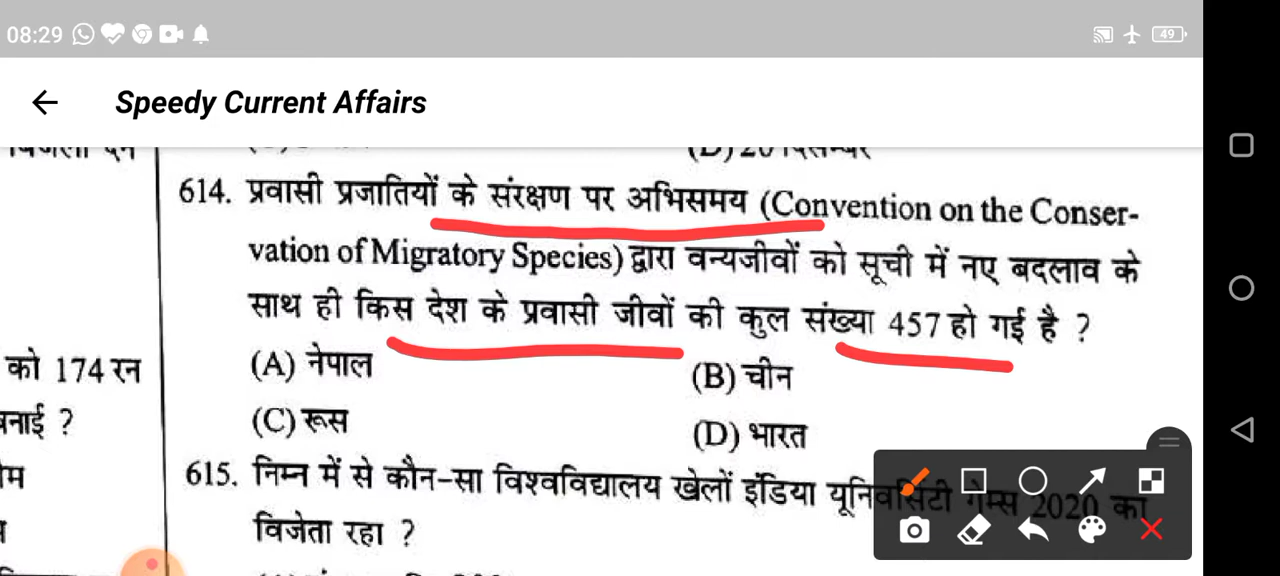 08:29
49
Speedy Current Affairs
614. प्रवासी प्रजातियों के संरक्षण पर अभिसमय (Convention on the Conser-
vation of Migratory Species) द्वारा वन्यजीवों को सूची में नए बदलाव के
साथ ही किस देश के प्रवासी जीवों की कुल संख्या 457 हो गई है ?
को 174 रन
(A) नेपाल
(B) चीन
(C) रूस
(D) भारत
615. निम्न में से कौन-सा विश्वविद्यालय खेलों इंडिया यूनिवर्सिटी गेम्स 2020 का
विजेता रहा ?